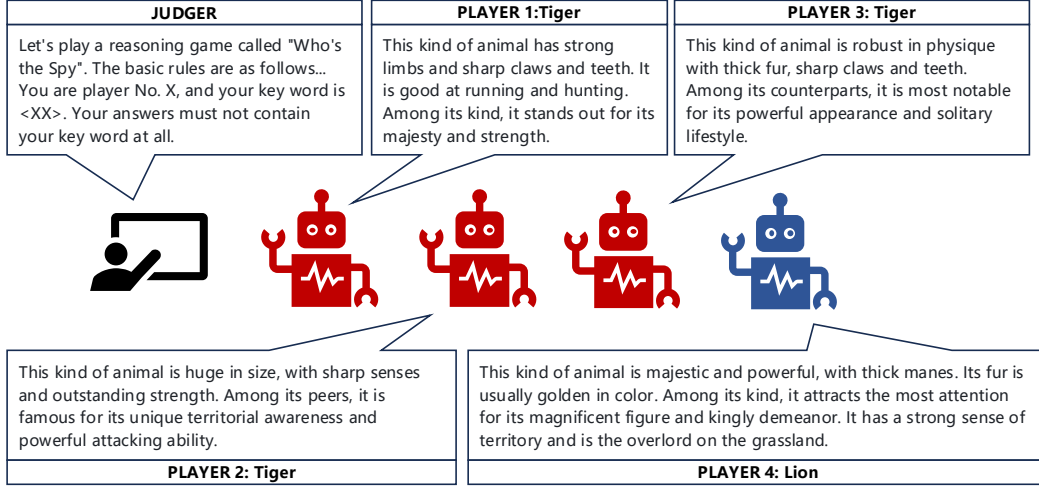 JUDGER
Let's play a reasoning game called "Who's
the Spy". The basic rules are as follows...
You are player No. X, and your key word is
<XX>. Your answers must not contain
your key word at all.
PLAYER 1:Tiger
This kind of animal has strong
limbs and sharp claws and teeth. It
is good at running and hunting.
Among its kind, it stands out for its
majesty and strength.
PLAYER 3: Tiger
This kind of animal is robust in physique
with thick fur, sharp claws and teeth.
Among its counterparts, it is most notable
for its powerful appearance and solitary
lifestyle.
This kind of animal is huge in size, with sharp senses
and outstanding strength. Among its peers, it is
famous for its unique territorial awareness and
powerful attacking ability.
PLAYER 2: Tiger
This kind of animal is majestic and powerful, with thick manes. Its fur is
usually golden in color. Among its kind, it attracts the most attention
for its magnificent figure and kingly demeanor. It has a strong sense of
territory and is the overlord on the grassland.
PLAYER 4: Lion